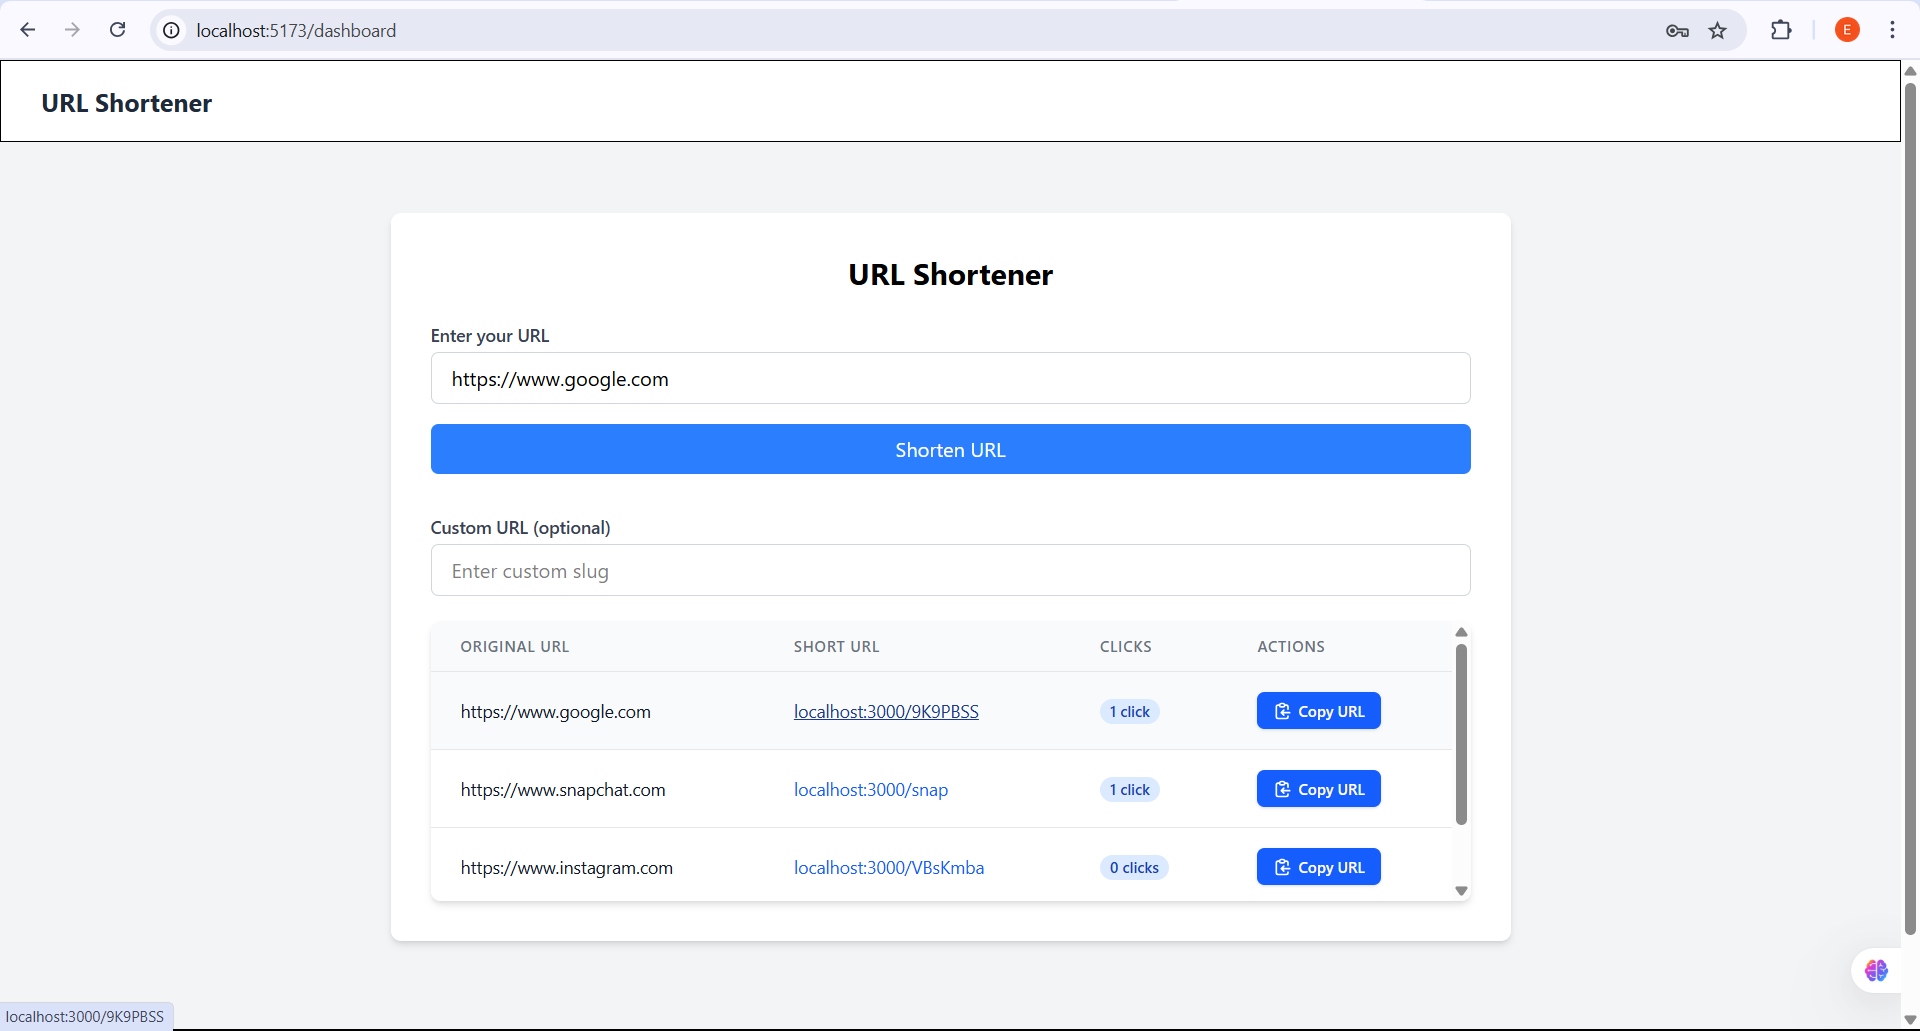 localhost:5173/dashboard
E
URL Shortener
URL Shortener
Enter your URL
https://www.google.com
Shorten URL
Custom URL (optional)
Enter custom slug
ORIGINAL URL SHORT URL CLICKS ACTIONS
https://www.google.com localhost:3000/9K9PBSS 1 click Copy URL
https://www.snapchat.com localhost:3000/snap 1 click Copy URL
https://www.instagram.com localhost:3000/VBsKmba 0 clicks Copy URL
localhost:3000/9K9PBSS